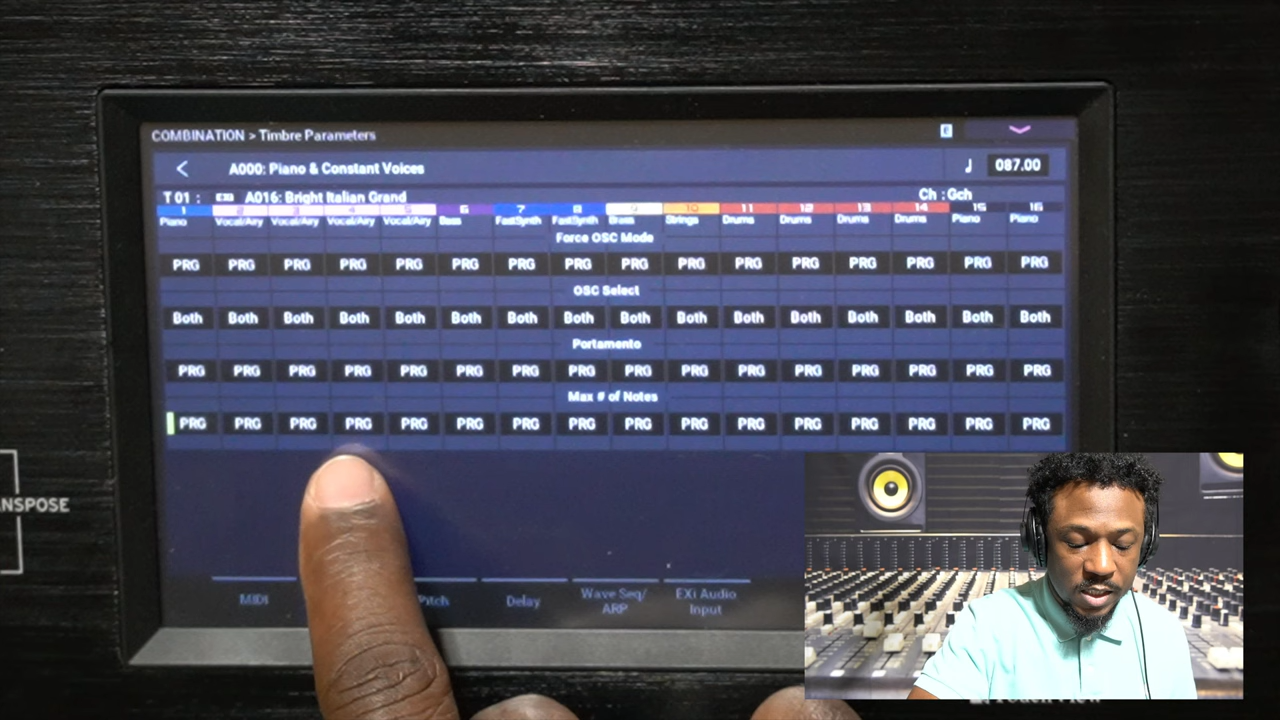 COMBINATION > Timbre Parameters
< A000: Piano & Constant Voices ♩ 087.00
T 01 : EXi A016: Bright Italian Grand Ch : Gch
1 2 3 4 5 6 7 8 9 10 11 12 13 14 15 16
Piano Vocal/Airy Vocal/Airy Vocal/Airy Vocal/Airy Bass FastSynth FastSynth Brass Strings Drums Drums Drums Drums Piano Piano
Force OSC Mode
PRG PRG PRG PRG PRG PRG PRG PRG PRG PRG PRG PRG PRG PRG PRG PRG
OSC Select
Both Both Both Both Both Both Both Both Both Both Both Both Both Both Both Both
Portamento
PRG PRG PRG PRG PRG PRG PRG PRG PRG PRG PRG PRG PRG PRG PRG PRG
Max # of Notes
PRG PRG PRG PRG PRG PRG PRG PRG PRG PRG PRG PRG PRG PRG PRG PRG
NSPOSE
MIDI Pitch Delay Wave Seq/ EXi Audio
ARP Input